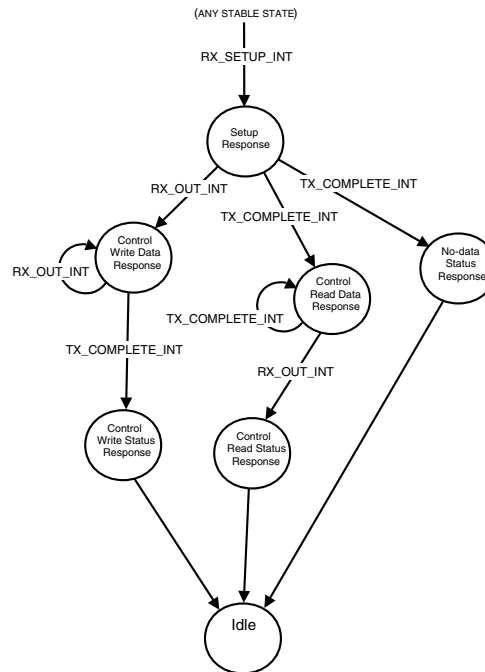 (ANY STABLE STATE)
RX_SETUP_INT
Setup
Response
RX_OUT_INT
TX_COMPLETE_INT
TX_COMPLETE_INT
Control
Write Data
Response
RX_OUT_INT
No-data
Status
Response
Control
Read Data
Response
TX_COMPLETE_INT
TX_COMPLETE_INT
RX_OUT_INT
Control
Write Status
Response
Control
Read Status
Response
Idle